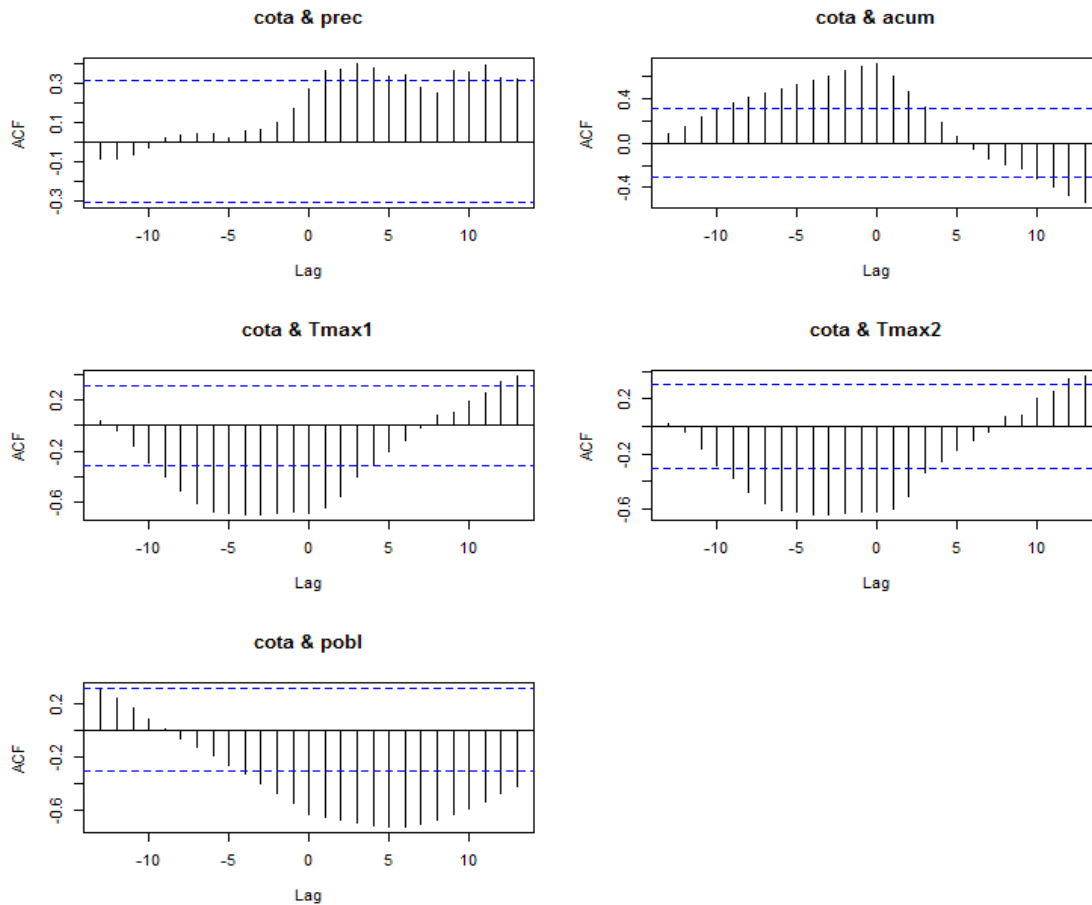 cota & prec
ACF
-0.3 -0.1 0.1 0.3
-10 -5 0 5 10
Lag
cota & acum
ACF
-0.4 0.0 0.4
-10 -5 0 5 10
Lag
cota & Tmax1
ACF
-0.6 -0.2 0.2
-10 -5 0 5 10
Lag
cota & Tmax2
ACF
-0.6 -0.2 0.2
-10 -5 0 5 10
Lag
cota & pobl
ACF
-0.6 -0.2 0.2
-10 -5 0 5 10
Lag